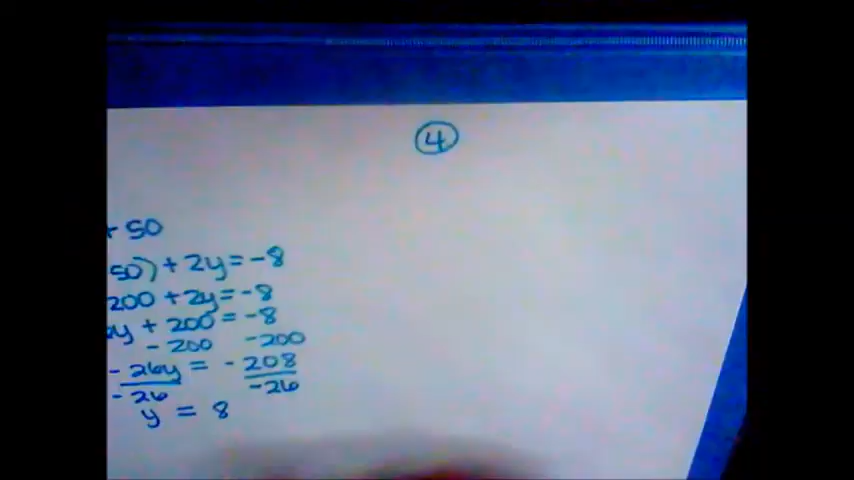 4
+ 50
50) + 2y = -8
200 + 2y = -8
y + 200 = -8
- 200 -200
- 26y = - 208
- 26 -26
y = 8